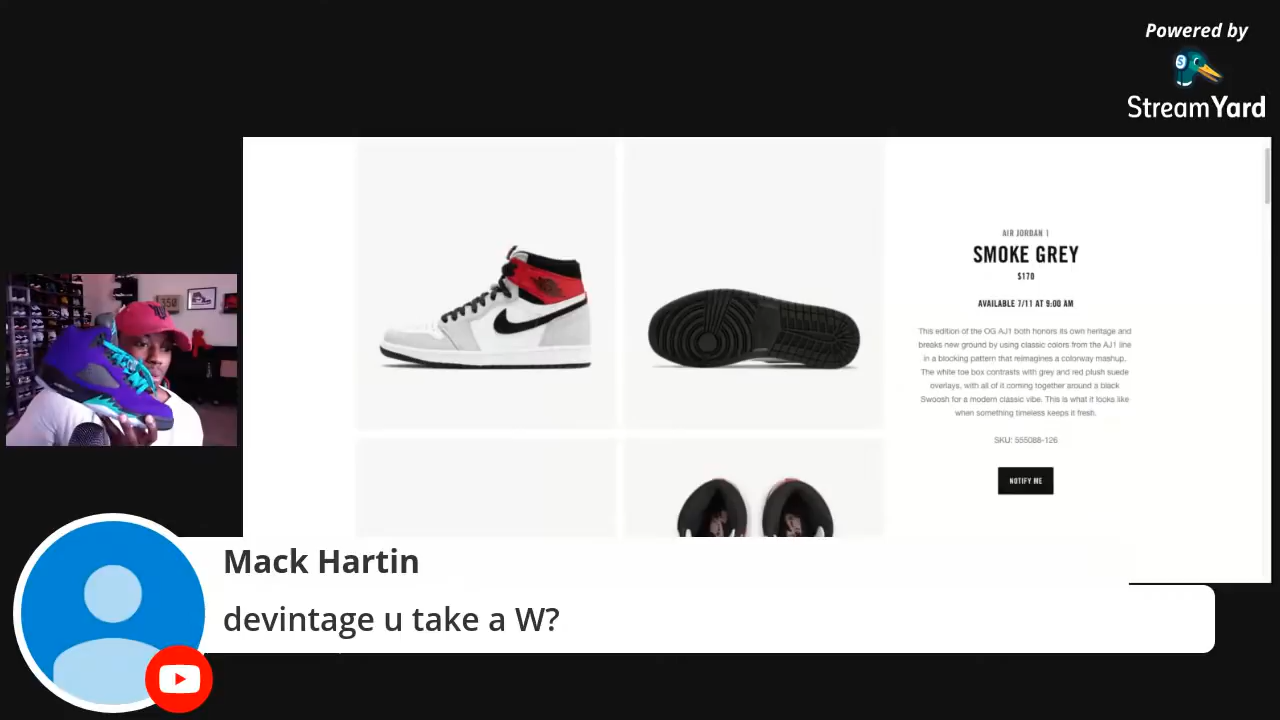 Powered by
StreamYard
350
AIR JORDAN 1
SMOKE GREY
$170
AVAILABLE 7/11 AT 9:00 AM
This edition of the OG AJ1 both honors its own heritage and
breaks new ground by using classic colors from the AJ1 line
in a blocking pattern that reimagines a colorway mashup.
The white toe box contrasts with grey and red plush suede
overlays, with all of it coming together around a black
Swoosh for a modern classic vibe. This is what it looks like
when something timeless keeps it fresh.
SKU: 555088-126
NOTIFY ME
Mack Hartin
devintage u take a W?